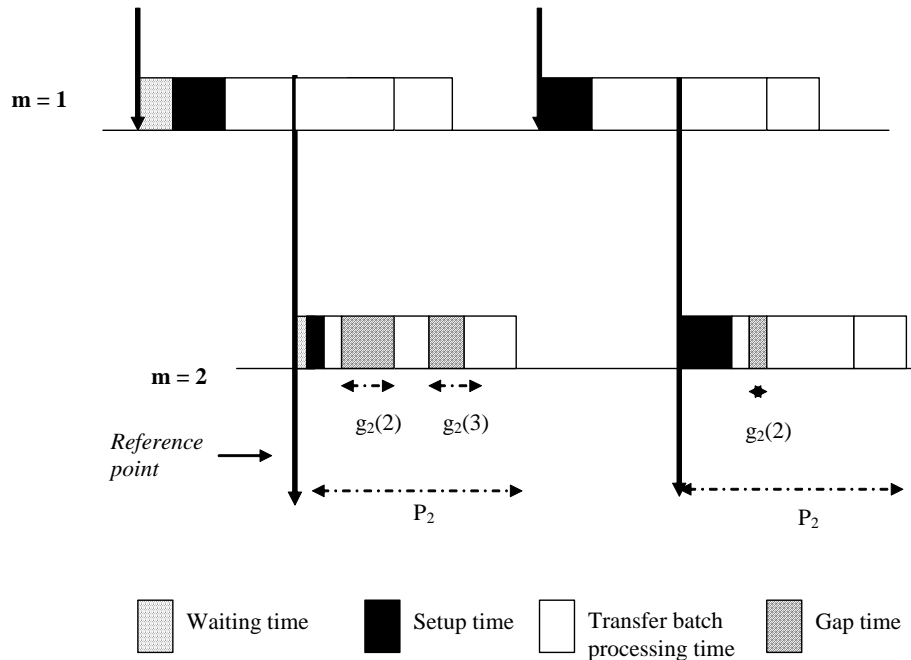 m = 1
m = 2
g₂(2)
g₂(3)
g₂(2)
Reference
point
P₂
P₂
Waiting time
Setup time
Transfer batch
processing time
Gap time